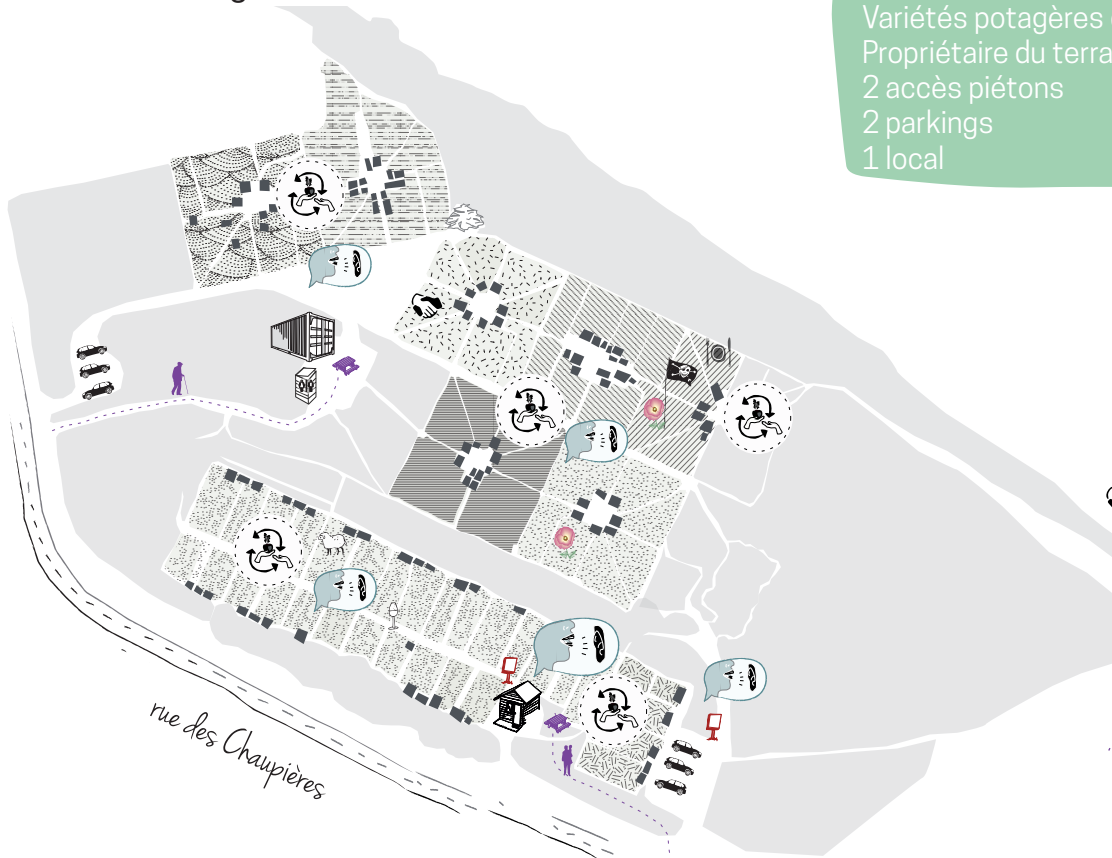 Variétés potagères
Propriétaire du terra
2 accès piétons
2 parkings
1 local
rue des Chaupières